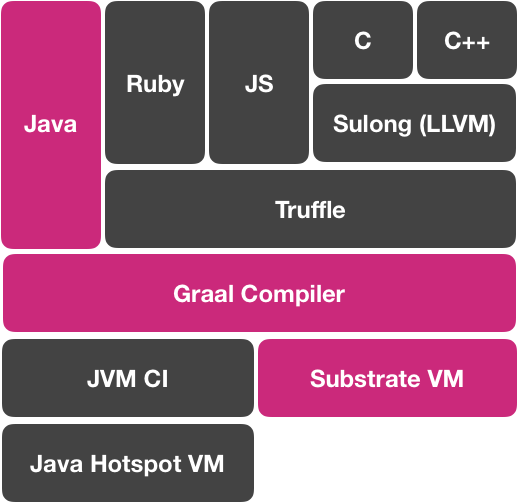 C
C++
Ruby
JS
Java
Sulong (LLVM)
Truffle
Graal Compiler
JVM CI
Substrate VM
Java Hotspot VM